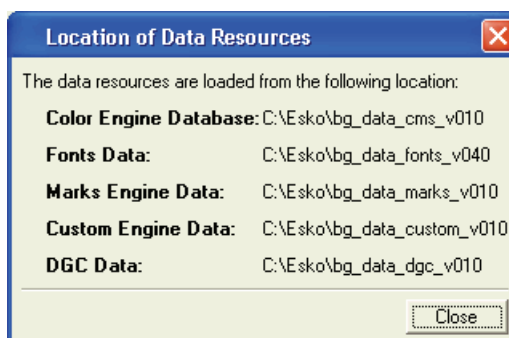 Location of Data Resources
The data resources are loaded from the following location:
Color Engine Database: C:\Esko\bg_data_cms_v010
Fonts Data: C:\Esko\bg_data_fonts_v040
Marks Engine Data: C:\Esko\bg_data_marks_v010
Custom Engine Data: C:\Esko\bg_data_custom_v010
DGC Data: C:\Esko\bg_data_dgc_v010
Close